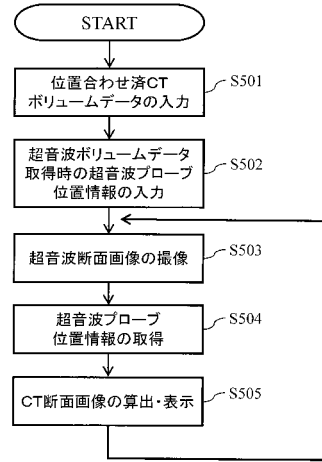 START
位置合わせ済CT
ボリュームデータの入力
S501
超音波ボリュームデータ
取得時の超音波プローブ
位置情報の入力
S502
超音波断面画像の撮像
S503
超音波プローブ
位置情報の取得
S504
CT断面画像の算出・表示
S505